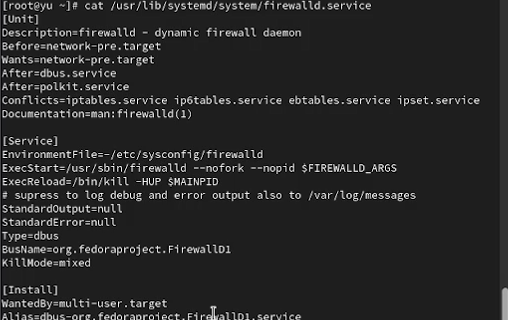 [root@yu ~]# cat /usr/lib/systemd/system/firewalld.service
[Unit]
Description=firewalld - dynamic firewall daemon
Before=network-pre.target
Wants=network-pre.target
After=dbus.service
After=polkit.service
Conflicts=iptables.service ip6tables.service ebtables.service ipset.service
Documentation=man:firewalld(1)

[Service]
EnvironmentFile=-/etc/sysconfig/firewalld
ExecStart=/usr/sbin/firewalld --nofork --nopid $FIREWALLD_ARGS
ExecReload=/bin/kill -HUP $MAINPID
# supress to log debug and error output also to /var/log/messages
StandardOutput=null
StandardError=null
Type=dbus
BusName=org.fedoraproject.FirewallD1
KillMode=mixed

[Install]
WantedBy=multi-user.target
Alias=dbus-org.fedoraproject.FirewallD1.service